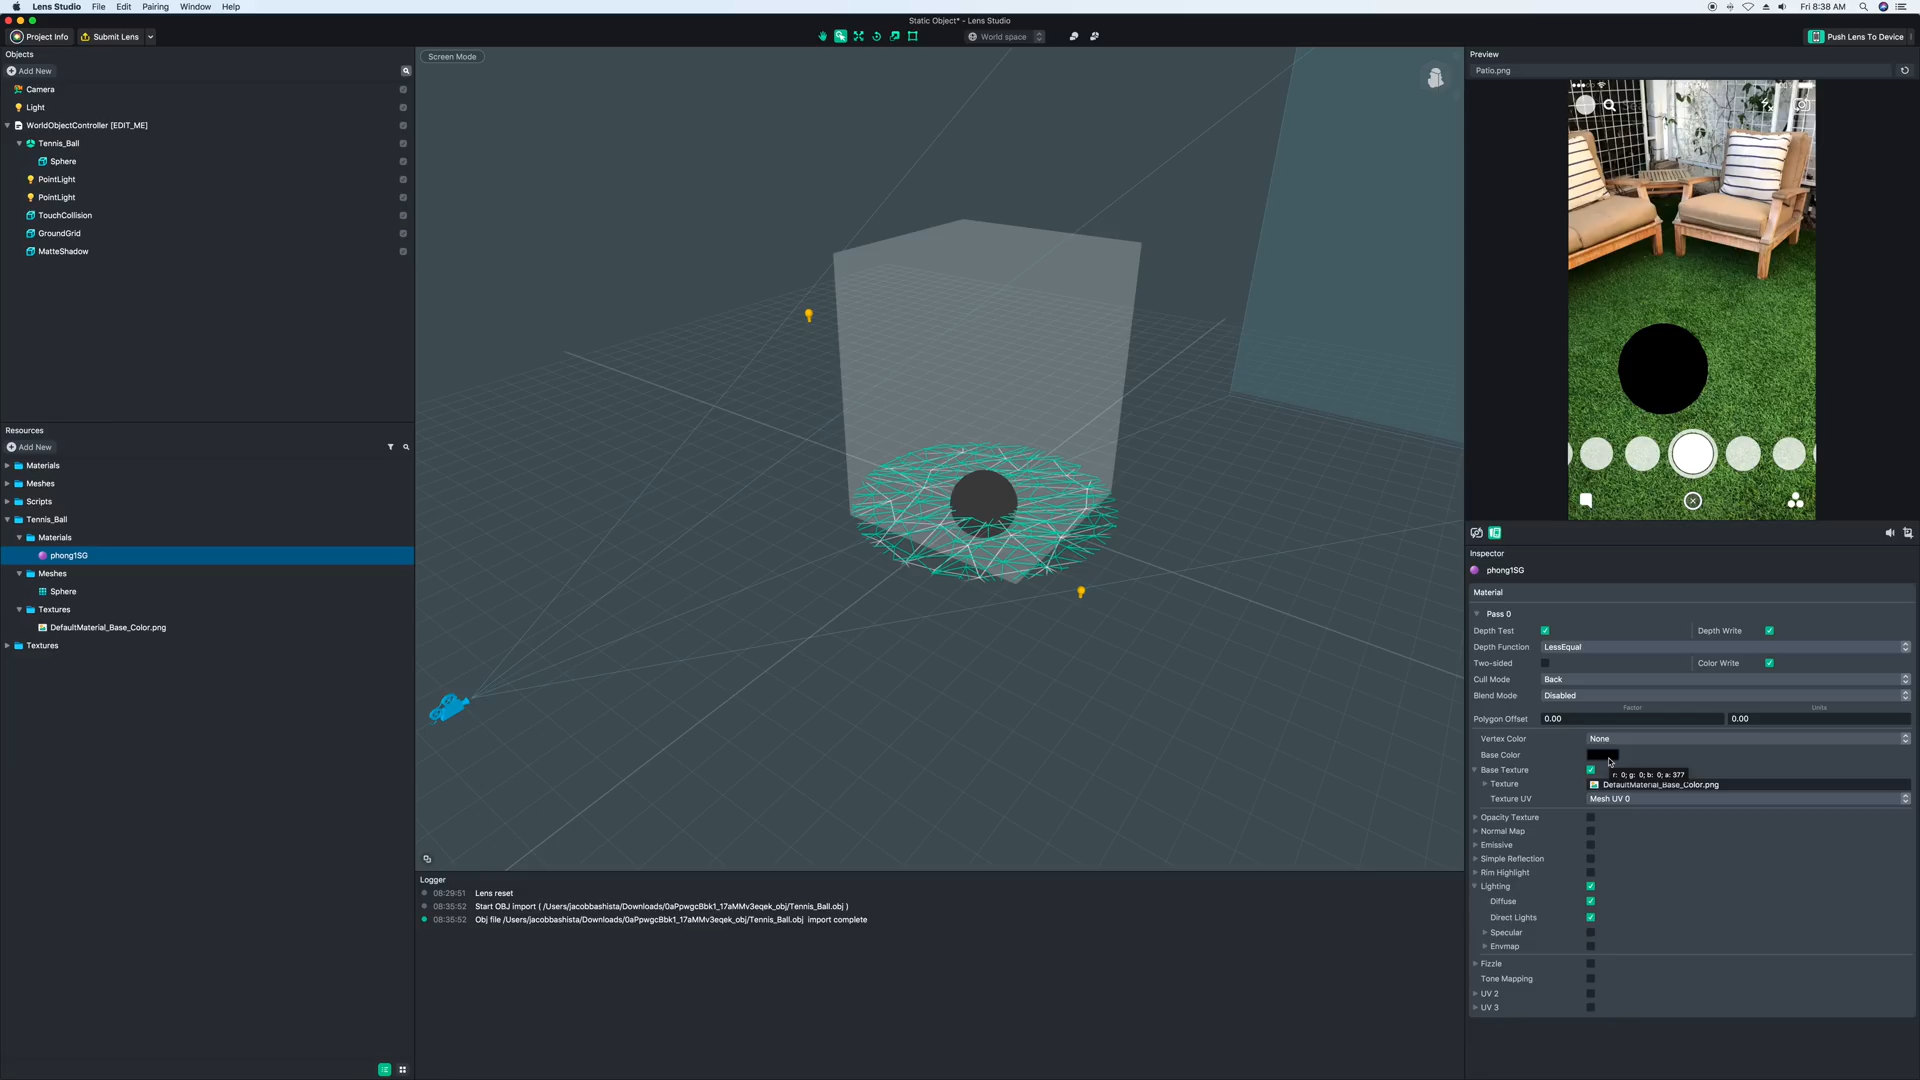 Lens Studio File Edit Pairing Window Help Fri 8:38 AM
Static Object* - Lens Studio
Project Info Submit Lens World space Push Lens To Device
Objects
Add New
Camera
Light
WorldObjectController [EDIT_ME]
Tennis_Ball
Sphere
PointLight
PointLight
TouchCollision
GroundGrid
MatteShadow
Resources
Add New
Materials
Meshes
Scripts
Tennis_Ball
Materials
phong1SG
Meshes
Sphere
Textures
DefaultMaterial_Base_Color.png
Textures
Screen Mode
Logger
08:29:51 Lens reset
08:35:52 Start OBJ import ( /Users/jacobbashista/Downloads/0aPpwgcBbk1_17aMMv3eqek_obj/Tennis_Ball.obj )
08:35:52 Obj file /Users/jacobbashista/Downloads/0aPpwgcBbk1_17aMMv3eqek_obj/Tennis_Ball.obj import complete
Preview
Patio.png
Inspector
phong1SG
Material
Pass 0
Depth Test Depth Write
Depth Function LessEqual
Two-sided Color Write
Cull Mode Back
Blend Mode Disabled
Factor Units
Polygon Offset 0.00 0.00
Vertex Color None
Base Color
Base Texture r: 0; g: 0; b: 0; a: 377
Texture DefaultMaterial_Base_Color.png
Texture UV Mesh UV 0
Opacity Texture
Normal Map
Emissive
Simple Reflection
Rim Highlight
Lighting
Diffuse
Direct Lights
Specular
Envmap
Fizzle
Tone Mapping
UV 2
UV 3